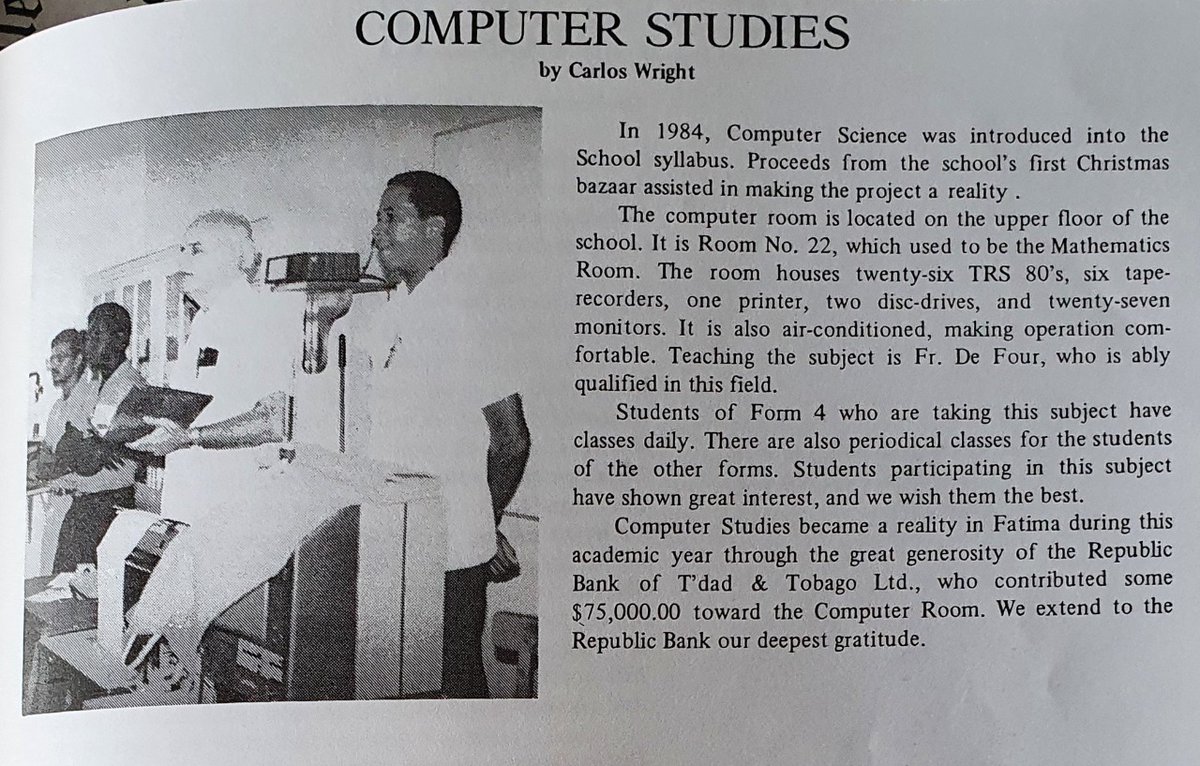 COMPUTER STUDIES
by Carlos Wright
In 1984, Computer Science was introduced into the
School syllabus. Proceeds from the school's first Christmas
bazaar assisted in making the project a reality .
The computer room is located on the upper floor of the
school. It is Room No. 22, which used to be the Mathematics
Room. The room houses twenty-six TRS 80's, six tape-
recorders, one printer, two disc-drives, and twenty-seven
monitors. It is also air-conditioned, making operation com-
fortable. Teaching the subject is Fr. De Four, who is ably
qualified in this field.
Students of Form 4 who are taking this subject have
classes daily. There are also periodical classes for the students
of the other forms. Students participating in this subject
have shown great interest, and we wish them the best.
Computer Studies became a reality in Fatima during this
academic year through the great generosity of the Republic
Bank of T'dad & Tobago Ltd., who contributed some
$75,000.00 toward the Computer Room. We extend to the
Republic Bank our deepest gratitude.